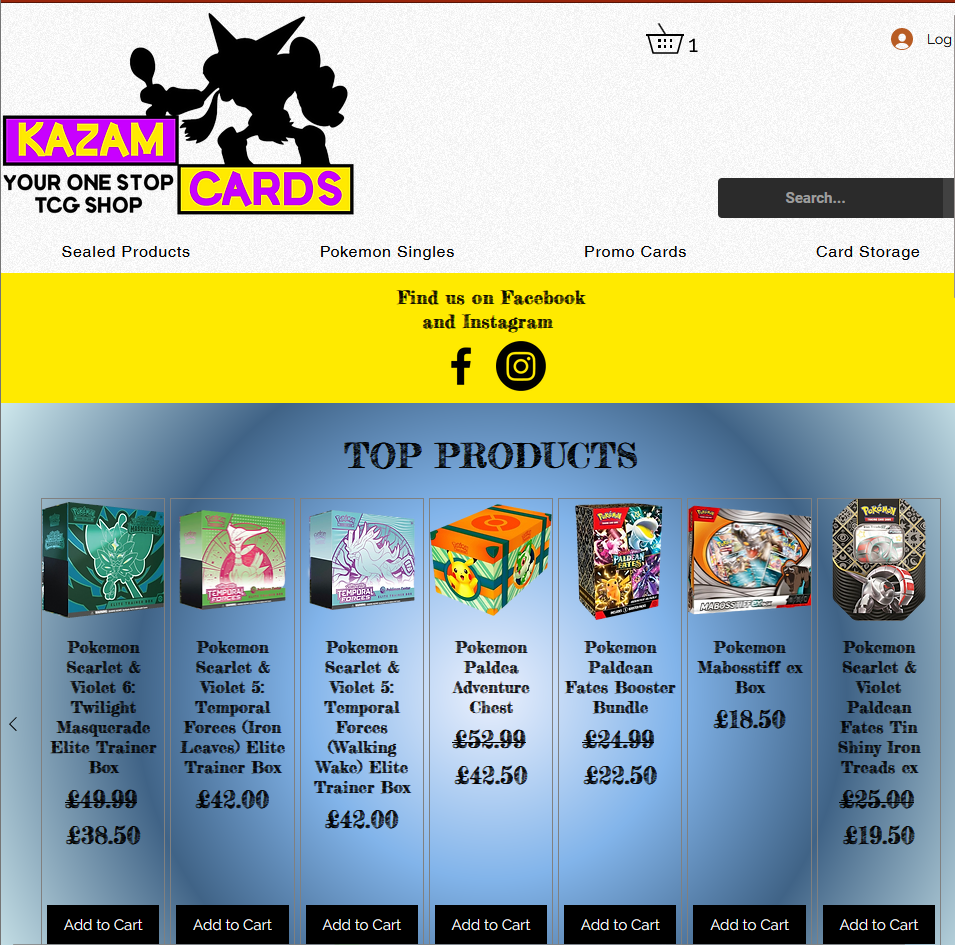 1
Log
KAZAM
YOUR ONE STOP
TCG SHOP
CARDS
Search...
Sealed Products
Pokemon Singles
Promo Cards
Card Storage
Find us on Facebook
and Instagram
TOP PRODUCTS
Pokemon
Scarlet &
Violet 6:
Twilight
Masquerade
Elite Trainer
Box
£49.99
£38.50
Add to Cart
Pokemon
Scarlet &
Violet 5:
Temporal
Forces (Iron
Leaves) Elite
Trainer Box
£42.00
Add to Cart
Pokemon
Scarlet &
Violet 5:
Temporal
Forces
(Walking
Wake) Elite
Trainer Box
£42.00
Add to Cart
Pokemon
Paldea
Adventure
Chest
£52.99
£42.50
Add to Cart
PALDEAN
FATES
Pokemon
Paldean
Fates Booster
Bundle
£24.99
£22.50
Add to Cart
Pokemon
Mabosstiff ex
Box
£18.50
Add to Cart
POKéMON
Pokemon
Scarlet &
Violet
Paldean
Fates Tin
Shiny Iron
Treads ex
£25.00
£19.50
Add to Cart